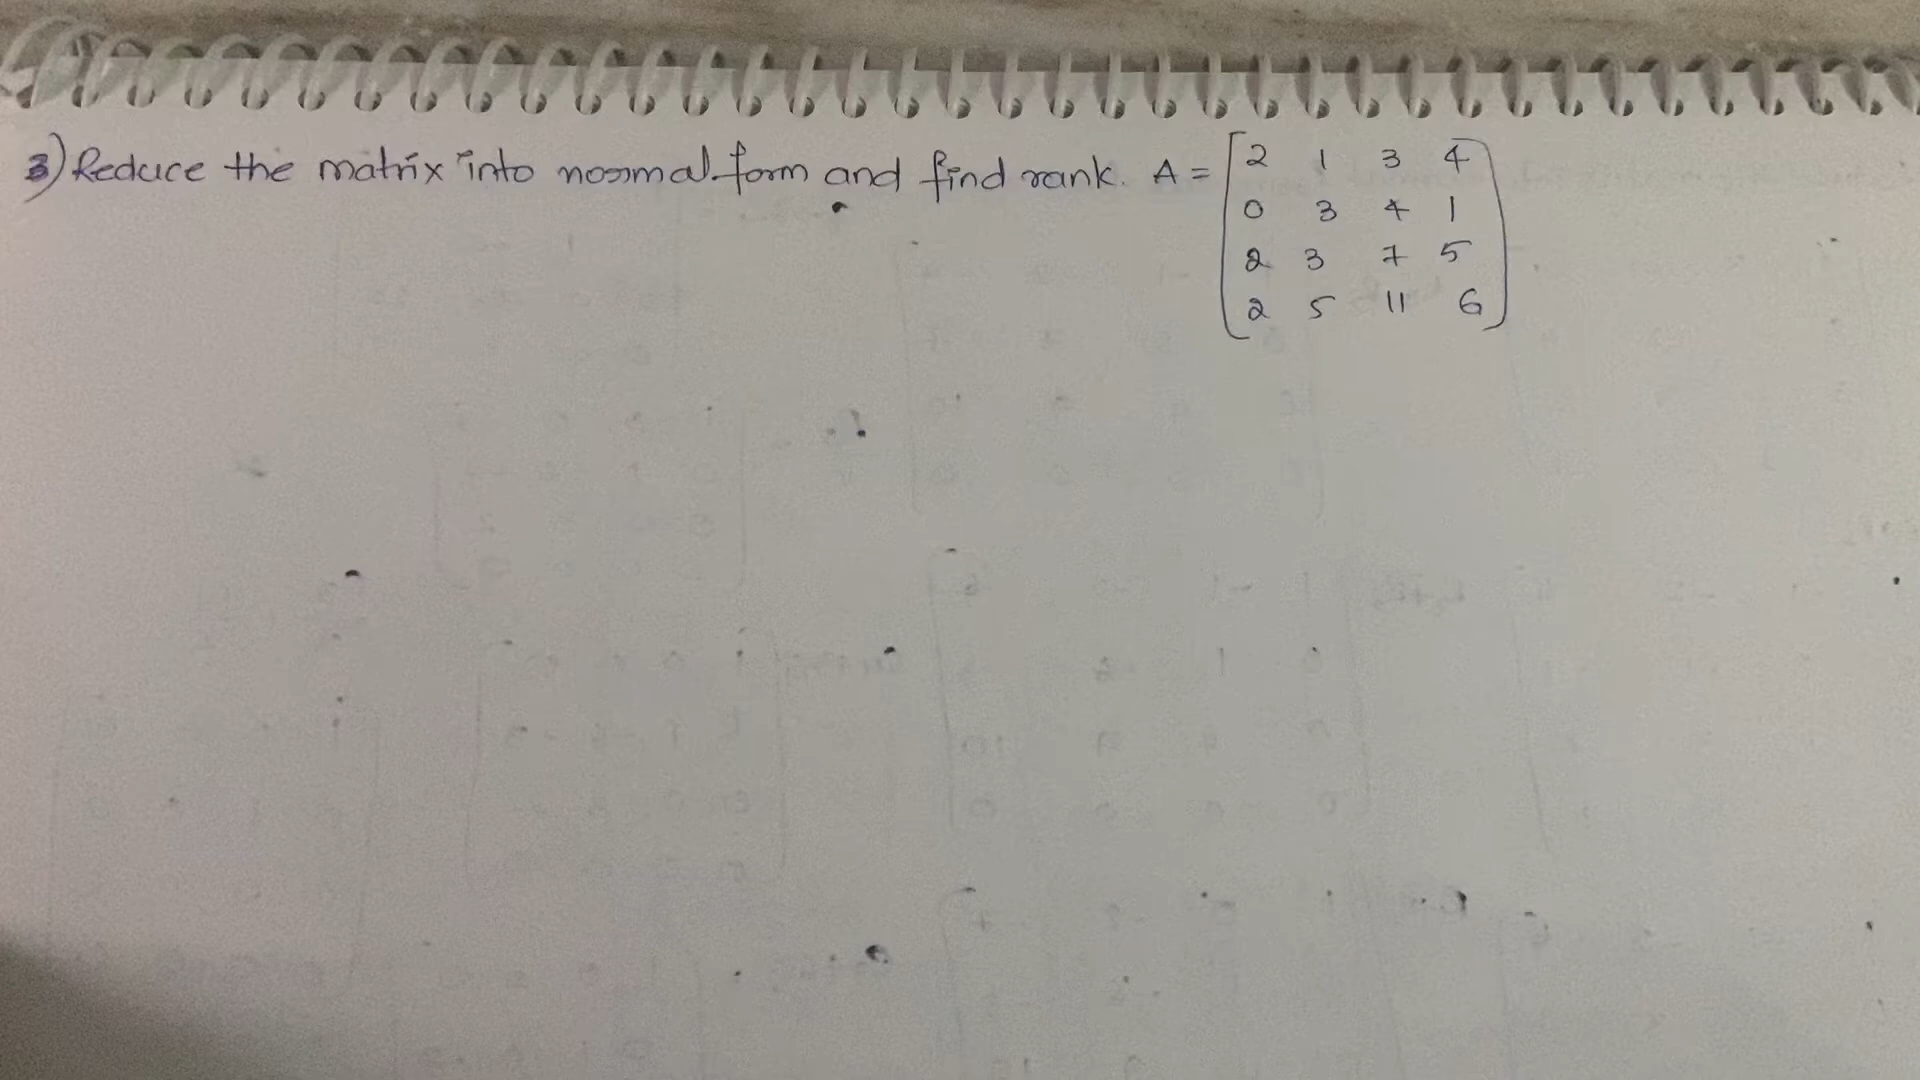 3) Reduce the matrix into normal form and find rank. A = [2 1 3 4
0 3 4 1
2 3 7 5
2 5 11 6]